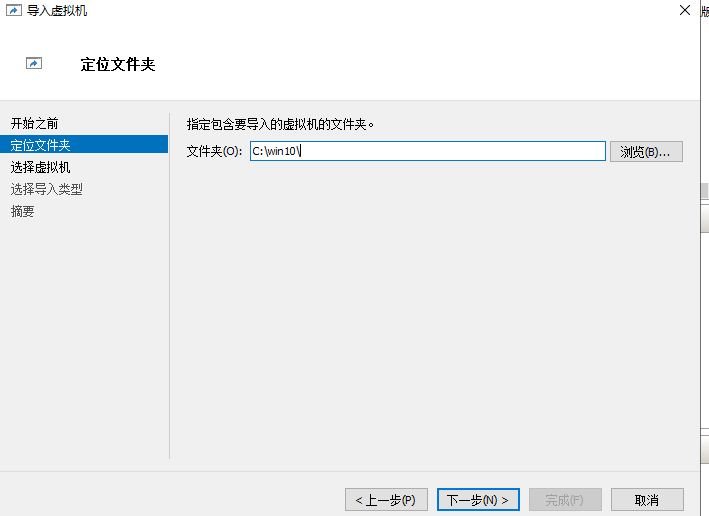 导入虚拟机
版
定位文件夹
开始之前
定位文件夹
选择虚拟机
选择导入类型
摘要
指定包含要导入的虚拟机的文件夹。
文件夹(O): C:\win10\ 浏览(B)...
< 上一步(P) 下一步(N) > 完成(F) 取消